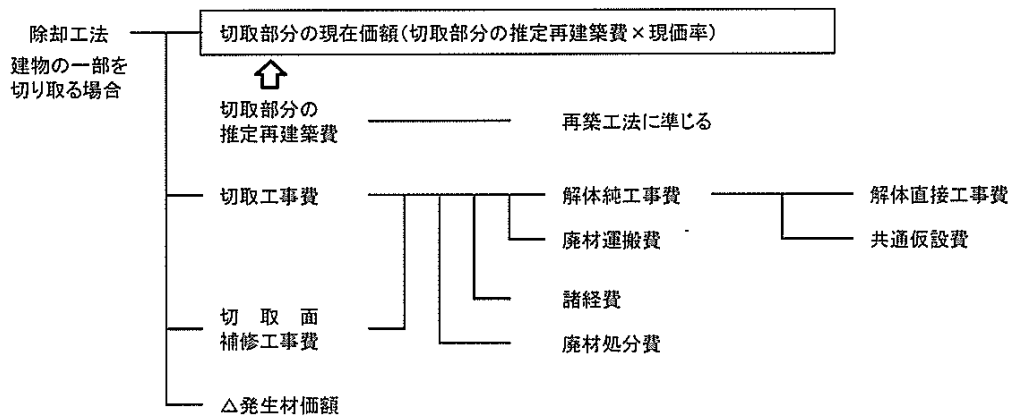 除却工法
建物の一部を
切り取る場合
切取部分の現在価額(切取部分の推定再建築費×現価率)
切取部分の
推定再建築費
再築工法に準じる
切取工事費
解体純工事費
解体直接工事費
共通仮設費
廃材運搬費
諸経費
切 取 面
補修工事費
廃材処分費
△発生材価額